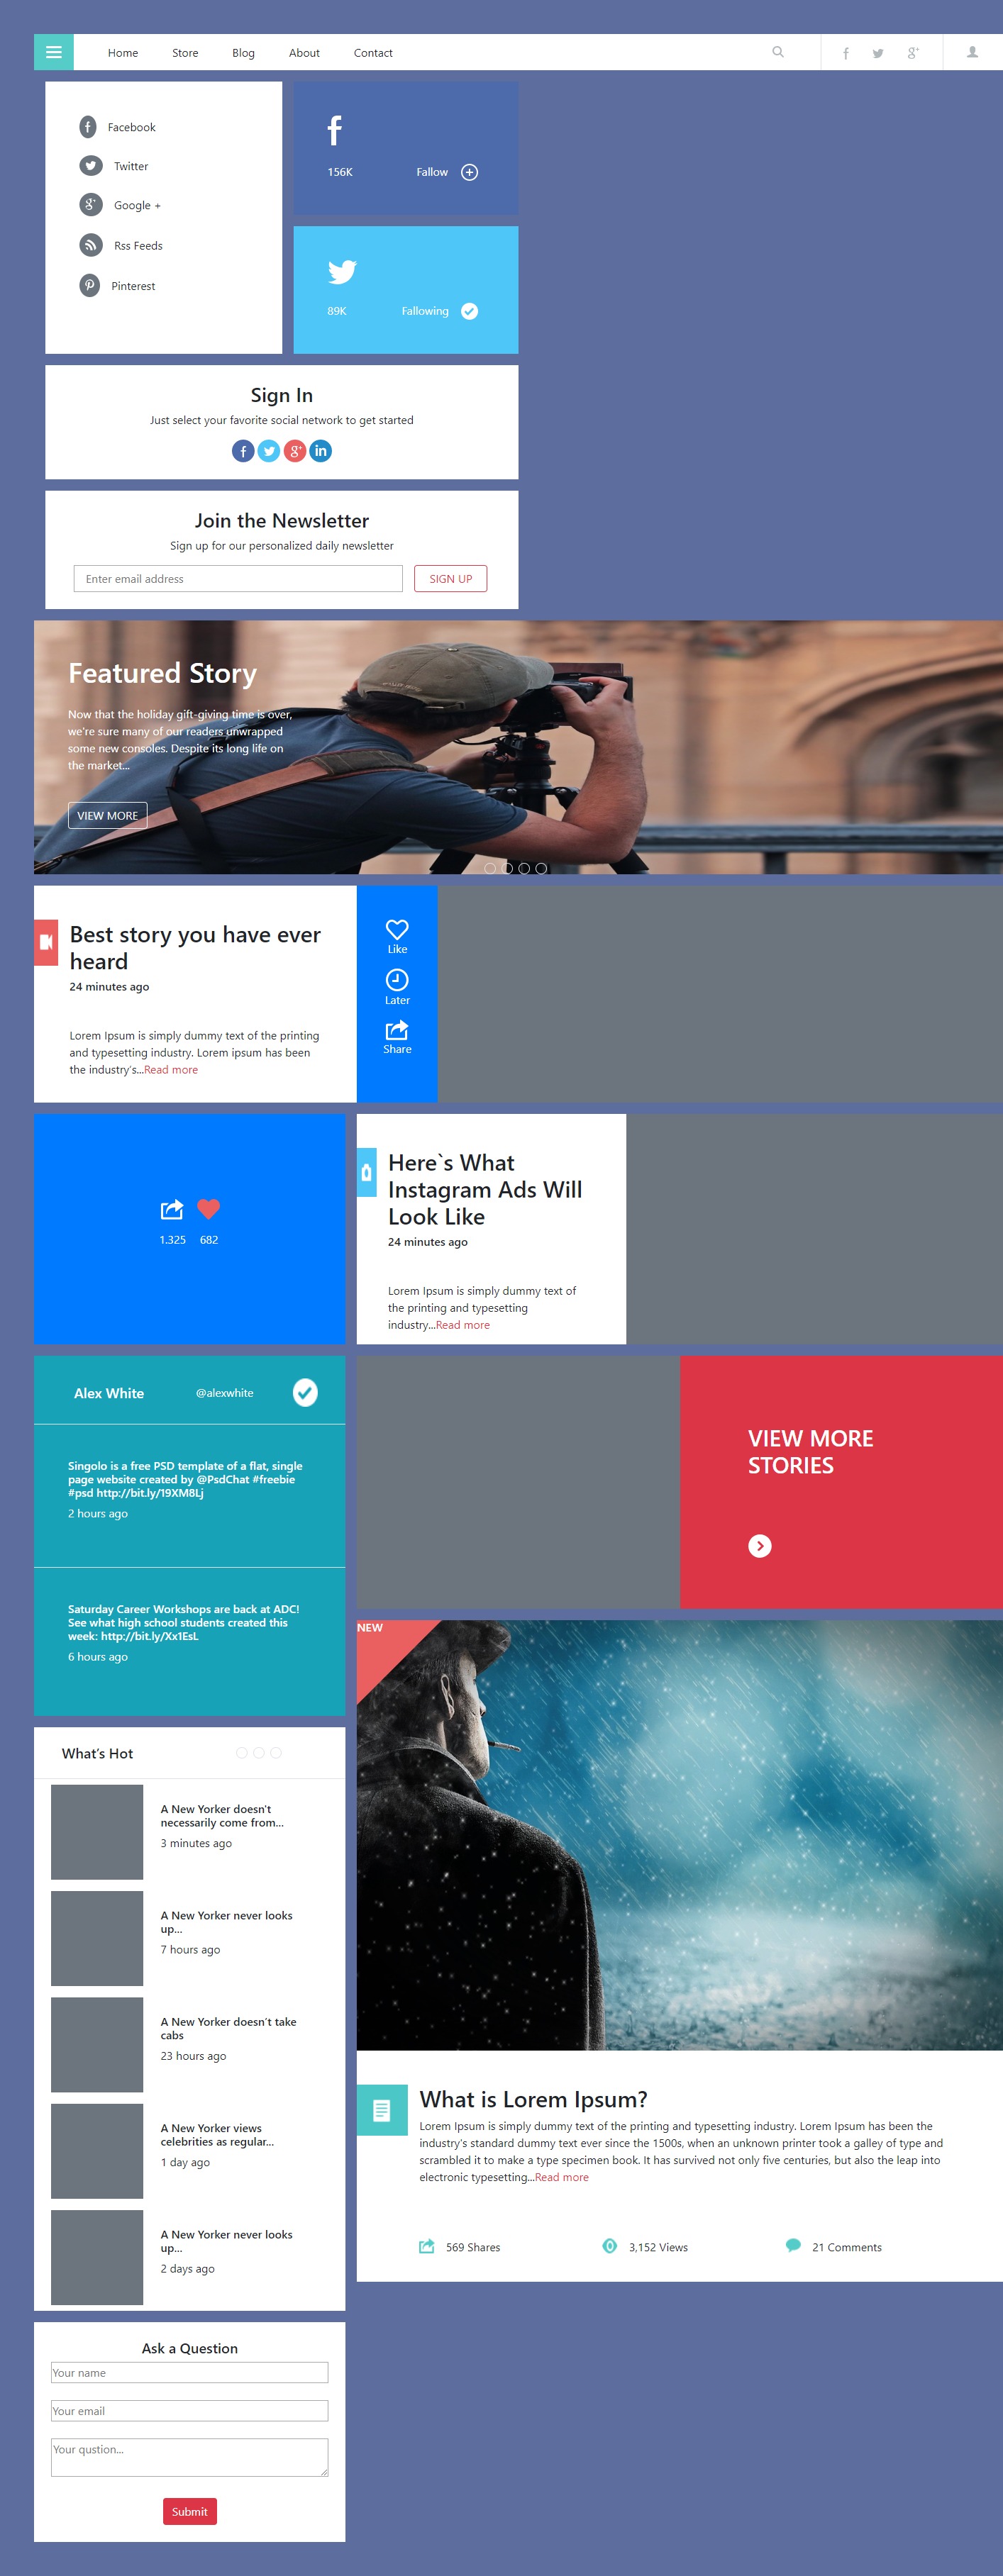 Home Store Blog About Contact
Facebook
Twitter
Google +
Rss Feeds
Pinterest
156K Fallow
89K Fallowing
Sign In
Just select your favorite social network to get started
Join the Newsletter
Sign up for our personalized daily newsletter
Enter email address SIGN UP
Featured Story
Now that the holiday gift-giving time is over,
we're sure many of our readers unwrapped
some new consoles. Despite its long life on
the market...
VIEW MORE
Best story you have ever
heard
24 minutes ago
Lorem Ipsum is simply dummy text of the printing
and typesetting industry. Lorem ipsum has been
the industry's...Read more
Like
Later
Share
1.325 682
Here`s What
Instagram Ads Will
Look Like
24 minutes ago
Lorem Ipsum is simply dummy text of
the printing and typesetting
industry...Read more
Alex White @alexwhite
Singolo is a free PSD template of a flat, single
page website created by @PsdChat #freebie
#psd http://bit.ly/19XM8Lj
2 hours ago
Saturday Career Workshops are back at ADC!
See what high school students created this
week: http://bit.ly/Xx1EsL
6 hours ago
VIEW MORE
STORIES
NEW
What's Hot
A New Yorker doesn't
necessarily come from...
3 minutes ago
A New Yorker never looks
up...
7 hours ago
A New Yorker doesn't take
cabs
23 hours ago
A New Yorker views
celebrities as regular...
1 day ago
A New Yorker never looks
up...
2 days ago
What is Lorem Ipsum?
Lorem Ipsum is simply dummy text of the printing and typesetting industry. Lorem Ipsum has been the
industry's standard dummy text ever since the 1500s, when an unknown printer took a galley of type and
scrambled it to make a type specimen book. It has survived not only five centuries, but also the leap into
electronic typesetting...Read more
569 Shares 3,152 Views 21 Comments
Ask a Question
Your name
Your email
Your qustion...
Submit